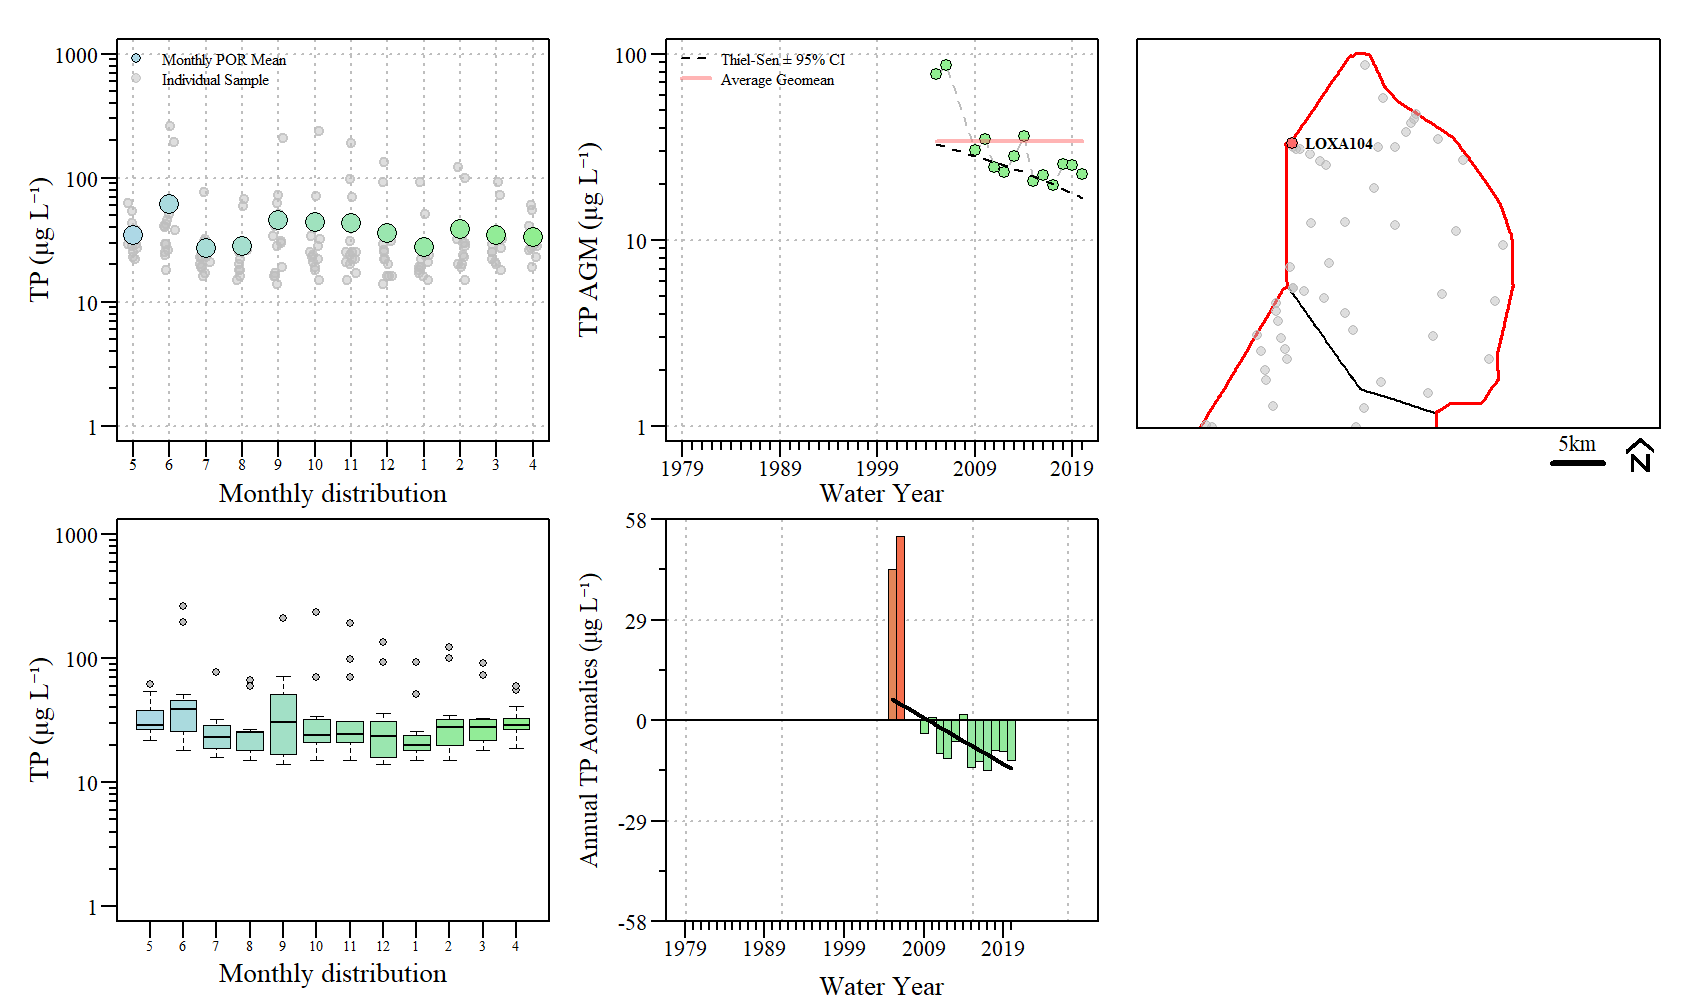 1000
100
10
1
TP (µg L⁻¹)
Monthly POR Mean
Individual Sample
5 6 7 8 9 10 11 12 1 2 3 4
Monthly distribution
100
10
1
TP AGM (µg L⁻¹)
Thiel-Sen ± 95% CI
Average Geomean
1979 1989 1999 2009 2019
Water Year
LOXA104
5km
N
1000
100
10
1
TP (µg L⁻¹)
5 6 7 8 9 10 11 12 1 2 3 4
Monthly distribution
58
29
0
-29
-58
Annual TP Aomalies (µg L⁻¹)
1979 1989 1999 2009 2019
Water Year